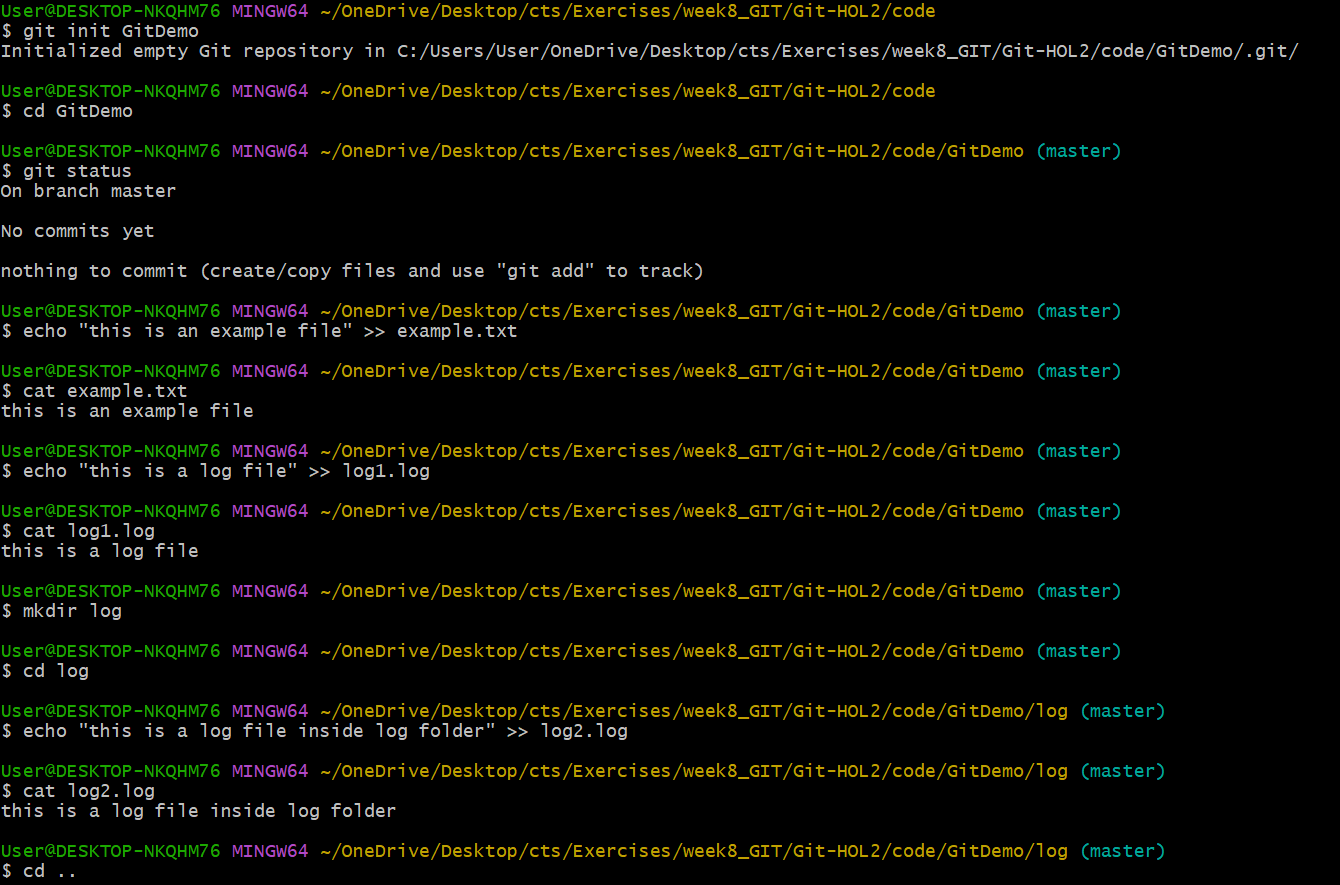 User@DESKTOP-NKQHM76 MINGW64 ~/OneDrive/Desktop/cts/Exercises/week8_GIT/Git-HOL2/code
$ git init GitDemo
Initialized empty Git repository in C:/Users/User/OneDrive/Desktop/cts/Exercises/week8_GIT/Git-HOL2/code/GitDemo/.git/
User@DESKTOP-NKQHM76 MINGW64 ~/OneDrive/Desktop/cts/Exercises/week8_GIT/Git-HOL2/code
$ cd GitDemo
User@DESKTOP-NKQHM76 MINGW64 ~/OneDrive/Desktop/cts/Exercises/week8_GIT/Git-HOL2/code/GitDemo (master)
$ git status
On branch master
No commits yet
nothing to commit (create/copy files and use "git add" to track)
User@DESKTOP-NKQHM76 MINGW64 ~/OneDrive/Desktop/cts/Exercises/week8_GIT/Git-HOL2/code/GitDemo (master)
$ echo "this is an example file" >> example.txt
User@DESKTOP-NKQHM76 MINGW64 ~/OneDrive/Desktop/cts/Exercises/week8_GIT/Git-HOL2/code/GitDemo (master)
$ cat example.txt
this is an example file
User@DESKTOP-NKQHM76 MINGW64 ~/OneDrive/Desktop/cts/Exercises/week8_GIT/Git-HOL2/code/GitDemo (master)
$ echo "this is a log file" >> log1.log
User@DESKTOP-NKQHM76 MINGW64 ~/OneDrive/Desktop/cts/Exercises/week8_GIT/Git-HOL2/code/GitDemo (master)
$ cat log1.log
this is a log file
User@DESKTOP-NKQHM76 MINGW64 ~/OneDrive/Desktop/cts/Exercises/week8_GIT/Git-HOL2/code/GitDemo (master)
$ mkdir log
User@DESKTOP-NKQHM76 MINGW64 ~/OneDrive/Desktop/cts/Exercises/week8_GIT/Git-HOL2/code/GitDemo (master)
$ cd log
User@DESKTOP-NKQHM76 MINGW64 ~/OneDrive/Desktop/cts/Exercises/week8_GIT/Git-HOL2/code/GitDemo/log (master)
$ echo "this is a log file inside log folder" >> log2.log
User@DESKTOP-NKQHM76 MINGW64 ~/OneDrive/Desktop/cts/Exercises/week8_GIT/Git-HOL2/code/GitDemo/log (master)
$ cat log2.log
this is a log file inside log folder
User@DESKTOP-NKQHM76 MINGW64 ~/OneDrive/Desktop/cts/Exercises/week8_GIT/Git-HOL2/code/GitDemo/log (master)
$ cd ..